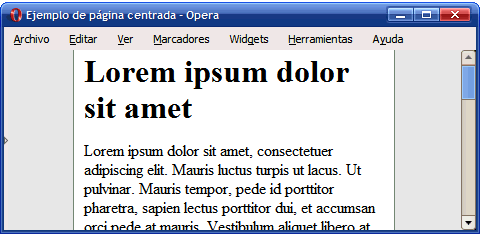 Ejemplo de página centrada - Opera
Archivo Editar Ver Marcadores Widgets Herramientas Ayuda
Lorem ipsum dolor
sit amet
Lorem ipsum dolor sit amet, consectetuer
adipiscing elit. Mauris luctus turpis ut lacus. Ut
pulvinar. Mauris tempor, pede id porttitor
pharetra, sapien lectus porttitor dui, et accumsan
orci pede at mauris. Vestibulum aliquet libero at